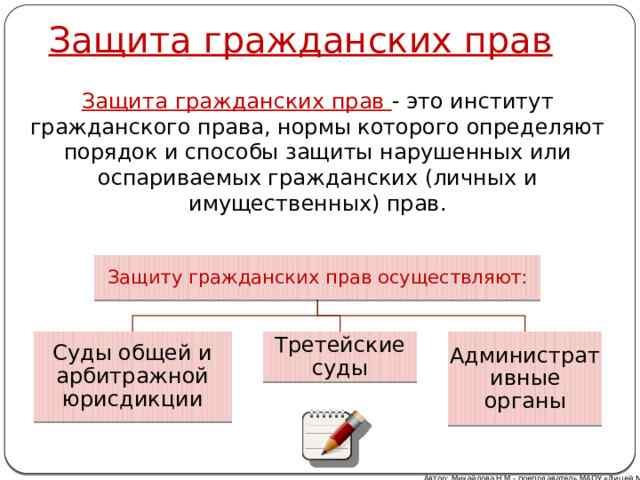 Защита гражданских прав
Защита гражданских прав - это институт
гражданского права, нормы которого определяют
порядок и способы защиты нарушенных или
оспариваемых гражданских (личных и
имущественных) прав.
Защиту гражданских прав осуществляют:
Суды общей и
арбитражной
юрисдикции
Третейские
суды
Администрат
ивные
органы
Автор: Михайлова Н.М.- преподаватель МАОУ «Лицей